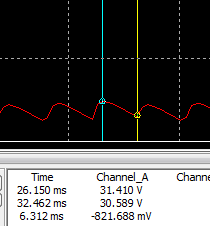 Time Channel_A Channe
26.150 ms 31.410 V
32.462 ms 30.589 V
6.312 ms -821.688 mV